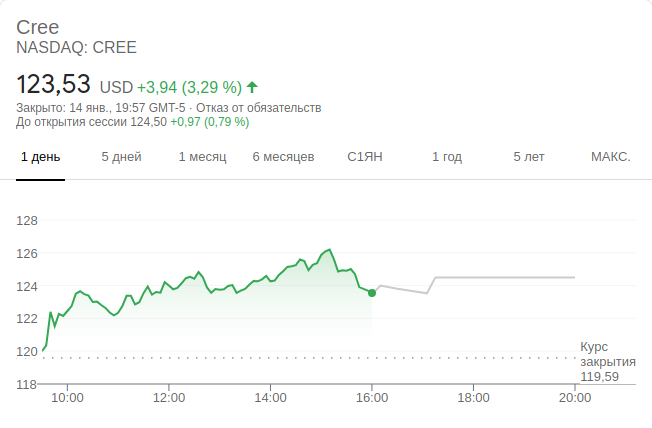 Cree
NASDAQ: CREE
123,53 USD +3,94 (3,29 %)
Закрыто: 14 янв., 19:57 GMT-5 · Отказ от обязательств
До открытия сессии 124,50 +0,97 (0,79 %)
1 день 5 дней 1 месяц 6 месяцев С1ЯН 1 год 5 лет МАКС.
128
126
124
122
120
118
Курс
закрытия
119,59
10:00 12:00 14:00 16:00 18:00 20:00